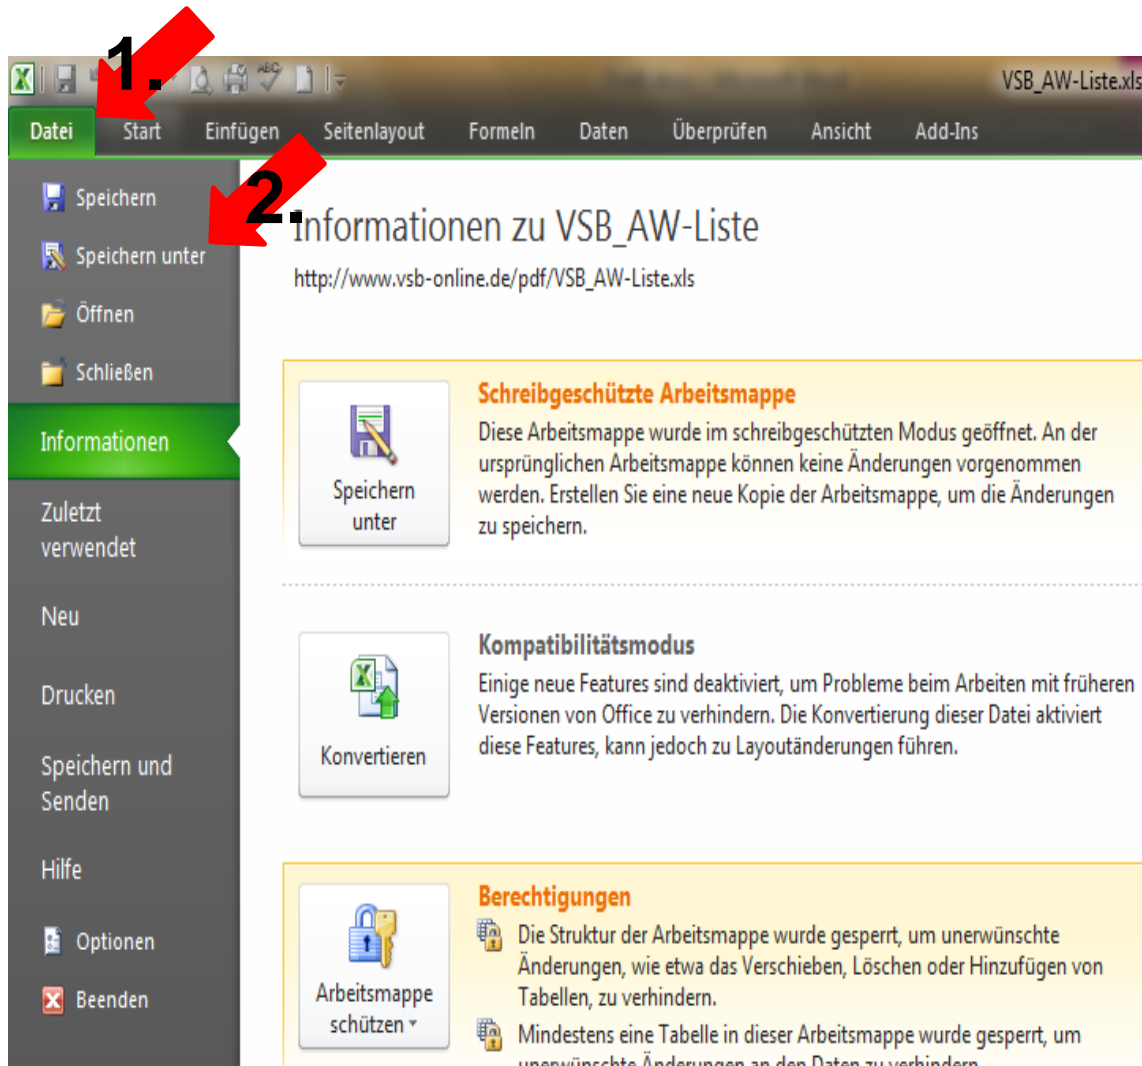 1.
VSB_AW-Liste.xls
Datei Start Einfügen Seitenlayout Formeln Daten Überprüfen Ansicht Add-Ins
2.
Speichern
Speichern unter
Öffnen
Schließen
Informationen
Zuletzt
verwendet
Neu
Drucken
Speichern und
Senden
Hilfe
Optionen
Beenden
Informationen zu VSB_AW-Liste
http://www.vsb-online.de/pdf/VSB_AW-Liste.xls
Speichern
unter
Schreibgeschützte Arbeitsmappe
Diese Arbeitsmappe wurde im schreibgeschützten Modus geöffnet. An der
ursprünglichen Arbeitsmappe können keine Änderungen vorgenommen
werden. Erstellen Sie eine neue Kopie der Arbeitsmappe, um die Änderungen
zu speichern.
Konvertieren
Kompatibilitätsmodus
Einige neue Features sind deaktiviert, um Probleme beim Arbeiten mit früheren
Versionen von Office zu verhindern. Die Konvertierung dieser Datei aktiviert
diese Features, kann jedoch zu Layoutänderungen führen.
Arbeitsmappe
schützen
Berechtigungen
Die Struktur der Arbeitsmappe wurde gesperrt, um unerwünschte
Änderungen, wie etwa das Verschieben, Löschen oder Hinzufügen von
Tabellen, zu verhindern.
Mindestens eine Tabelle in dieser Arbeitsmappe wurde gesperrt, um
unerwünschte Änderungen an den Daten zu verhindern